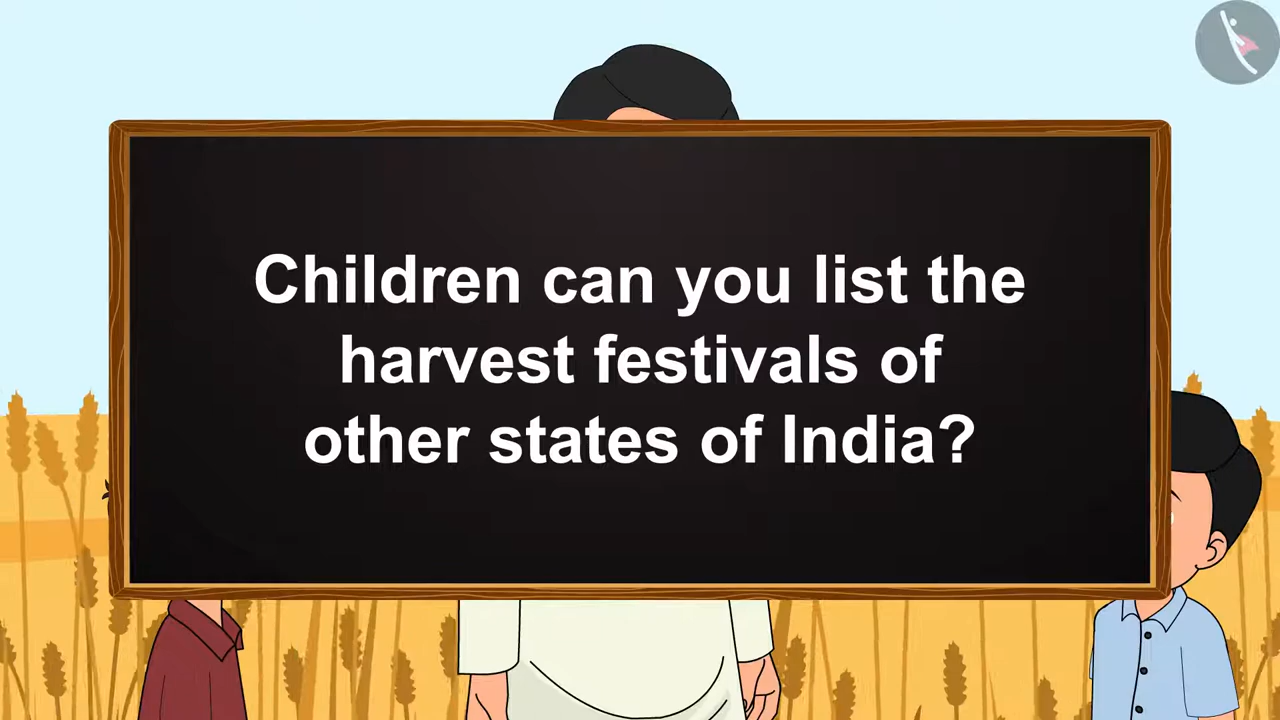 Children can you list the
harvest festivals of
other states of India?